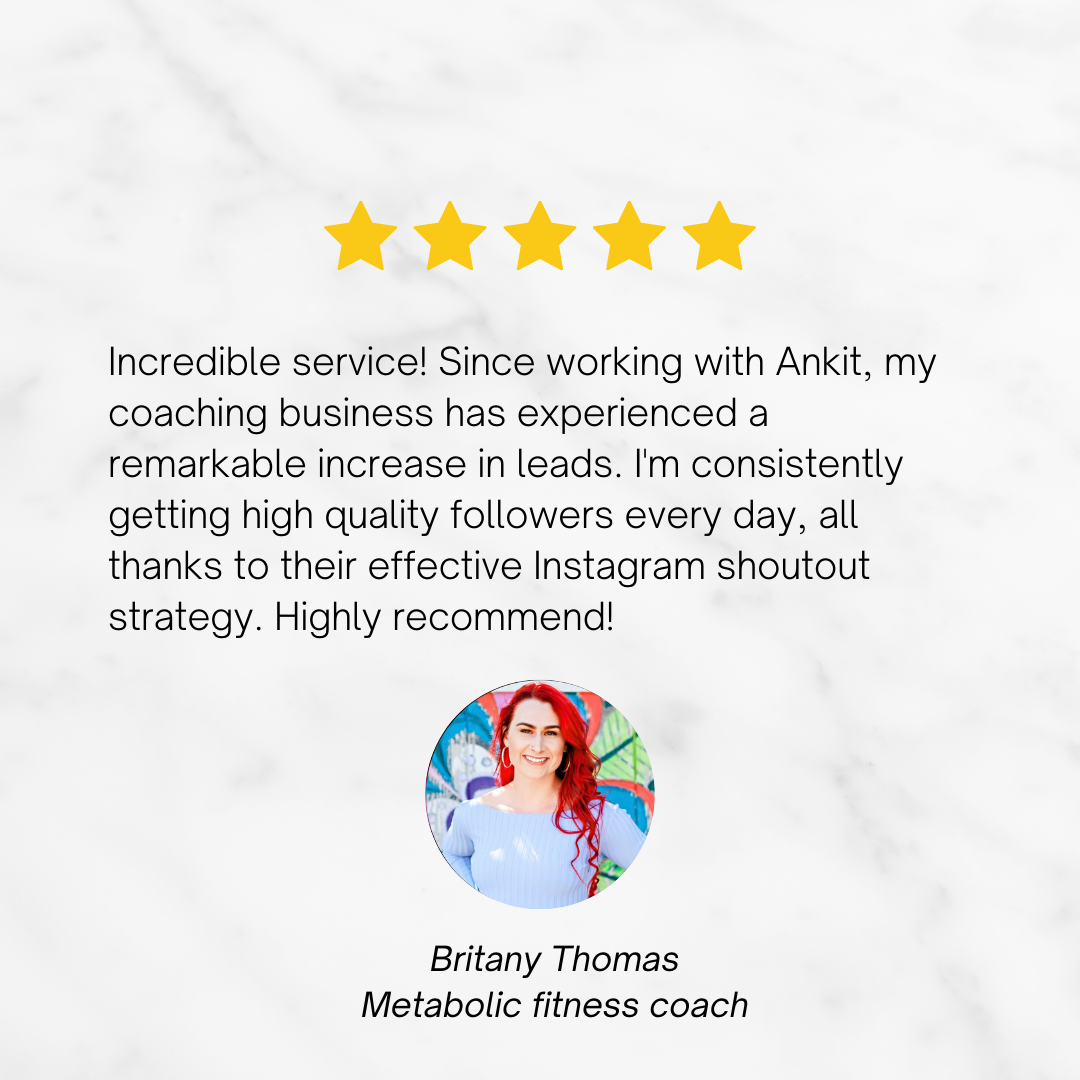 Incredible service! Since working with Ankit, my
coaching business has experienced a
remarkable increase in leads. I'm consistently
getting high quality followers every day, all
thanks to their effective Instagram shoutout
strategy. Highly recommend!
Britany Thomas
Metabolic fitness coach